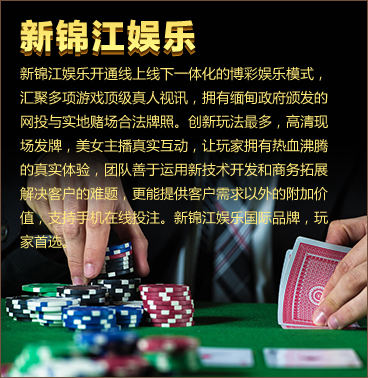 新锦江娱乐
新锦江娱乐开通线上线下一体化的博彩娱乐模式，
汇聚多项游戏顶级真人视讯，拥有缅甸政府颁发的
网投与实地赌场合法牌照。创新玩法最多，高清现
场发牌，美女主播真实互动，让玩家拥有热血沸腾
的真实体验，团队善于运用新技术开发和商务拓展
解决客户的难题，更能提供客户需求以外的附加价
值，支持手机在线投注。新锦江娱乐国际品牌，玩
家首选。